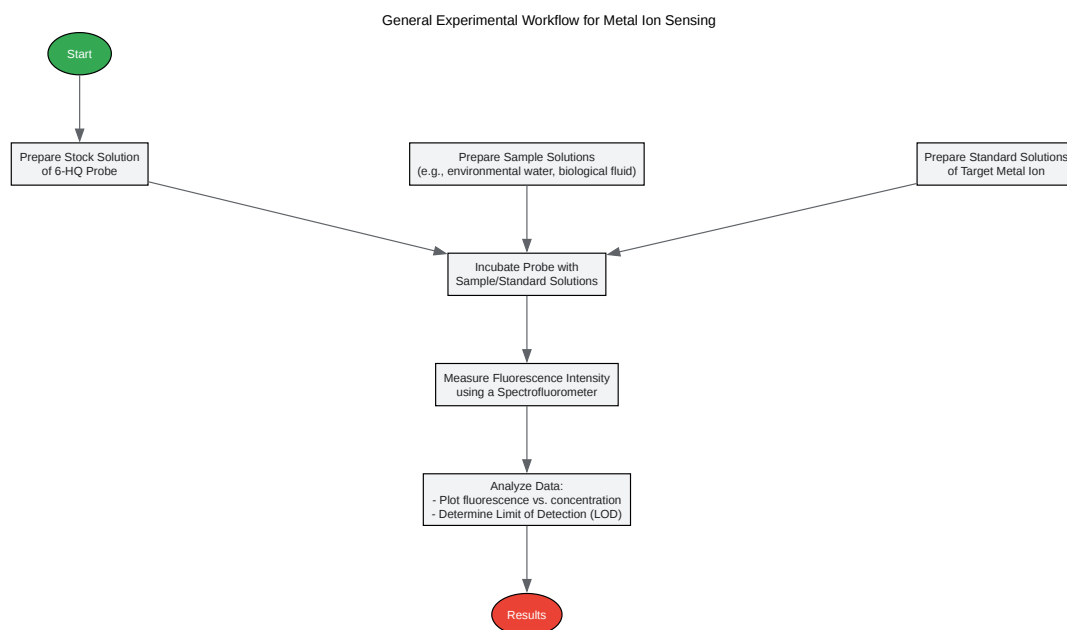 General Experimental Workflow for Metal Ion Sensing
Start
Prepare Stock Solution
of 6-HQ Probe
Prepare Sample Solutions
(e.g., environmental water, biological fluid)
Prepare Standard Solutions
of Target Metal Ion
Incubate Probe with
Sample/Standard Solutions
Measure Fluorescence Intensity
using a Spectrofluorometer
Analyze Data:
- Plot fluorescence vs. concentration
- Determine Limit of Detection (LOD)
Results